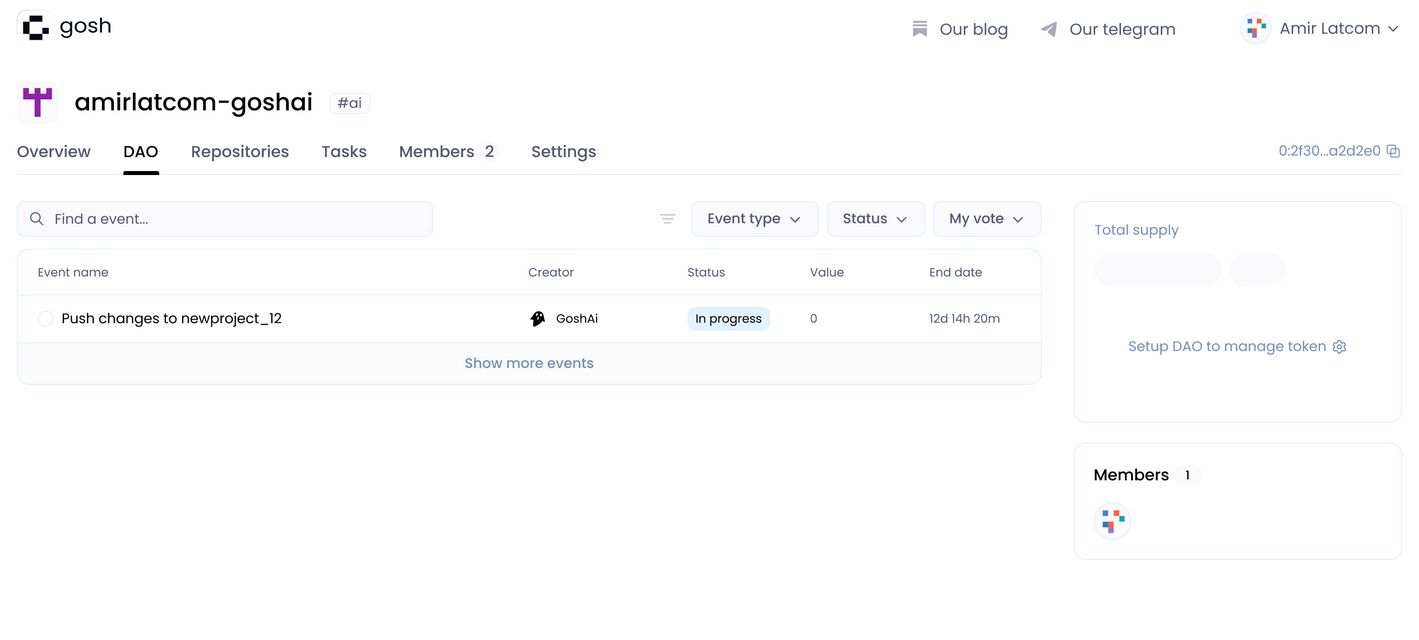 gosh
Our blog
Our telegram
Amir Latcom
amirlatcom-goshai
#ai
Overview
DAO
Repositories
Tasks
Members 2
Settings
0:2f30...a2d2e0
Find a event...
Event type
Status
My vote
Event name
Creator
Status
Value
End date
Push changes to newproject_12
GoshAi
In progress
0
12d 14h 20m
Show more events
Total supply
Setup DAO to manage token
Members 1